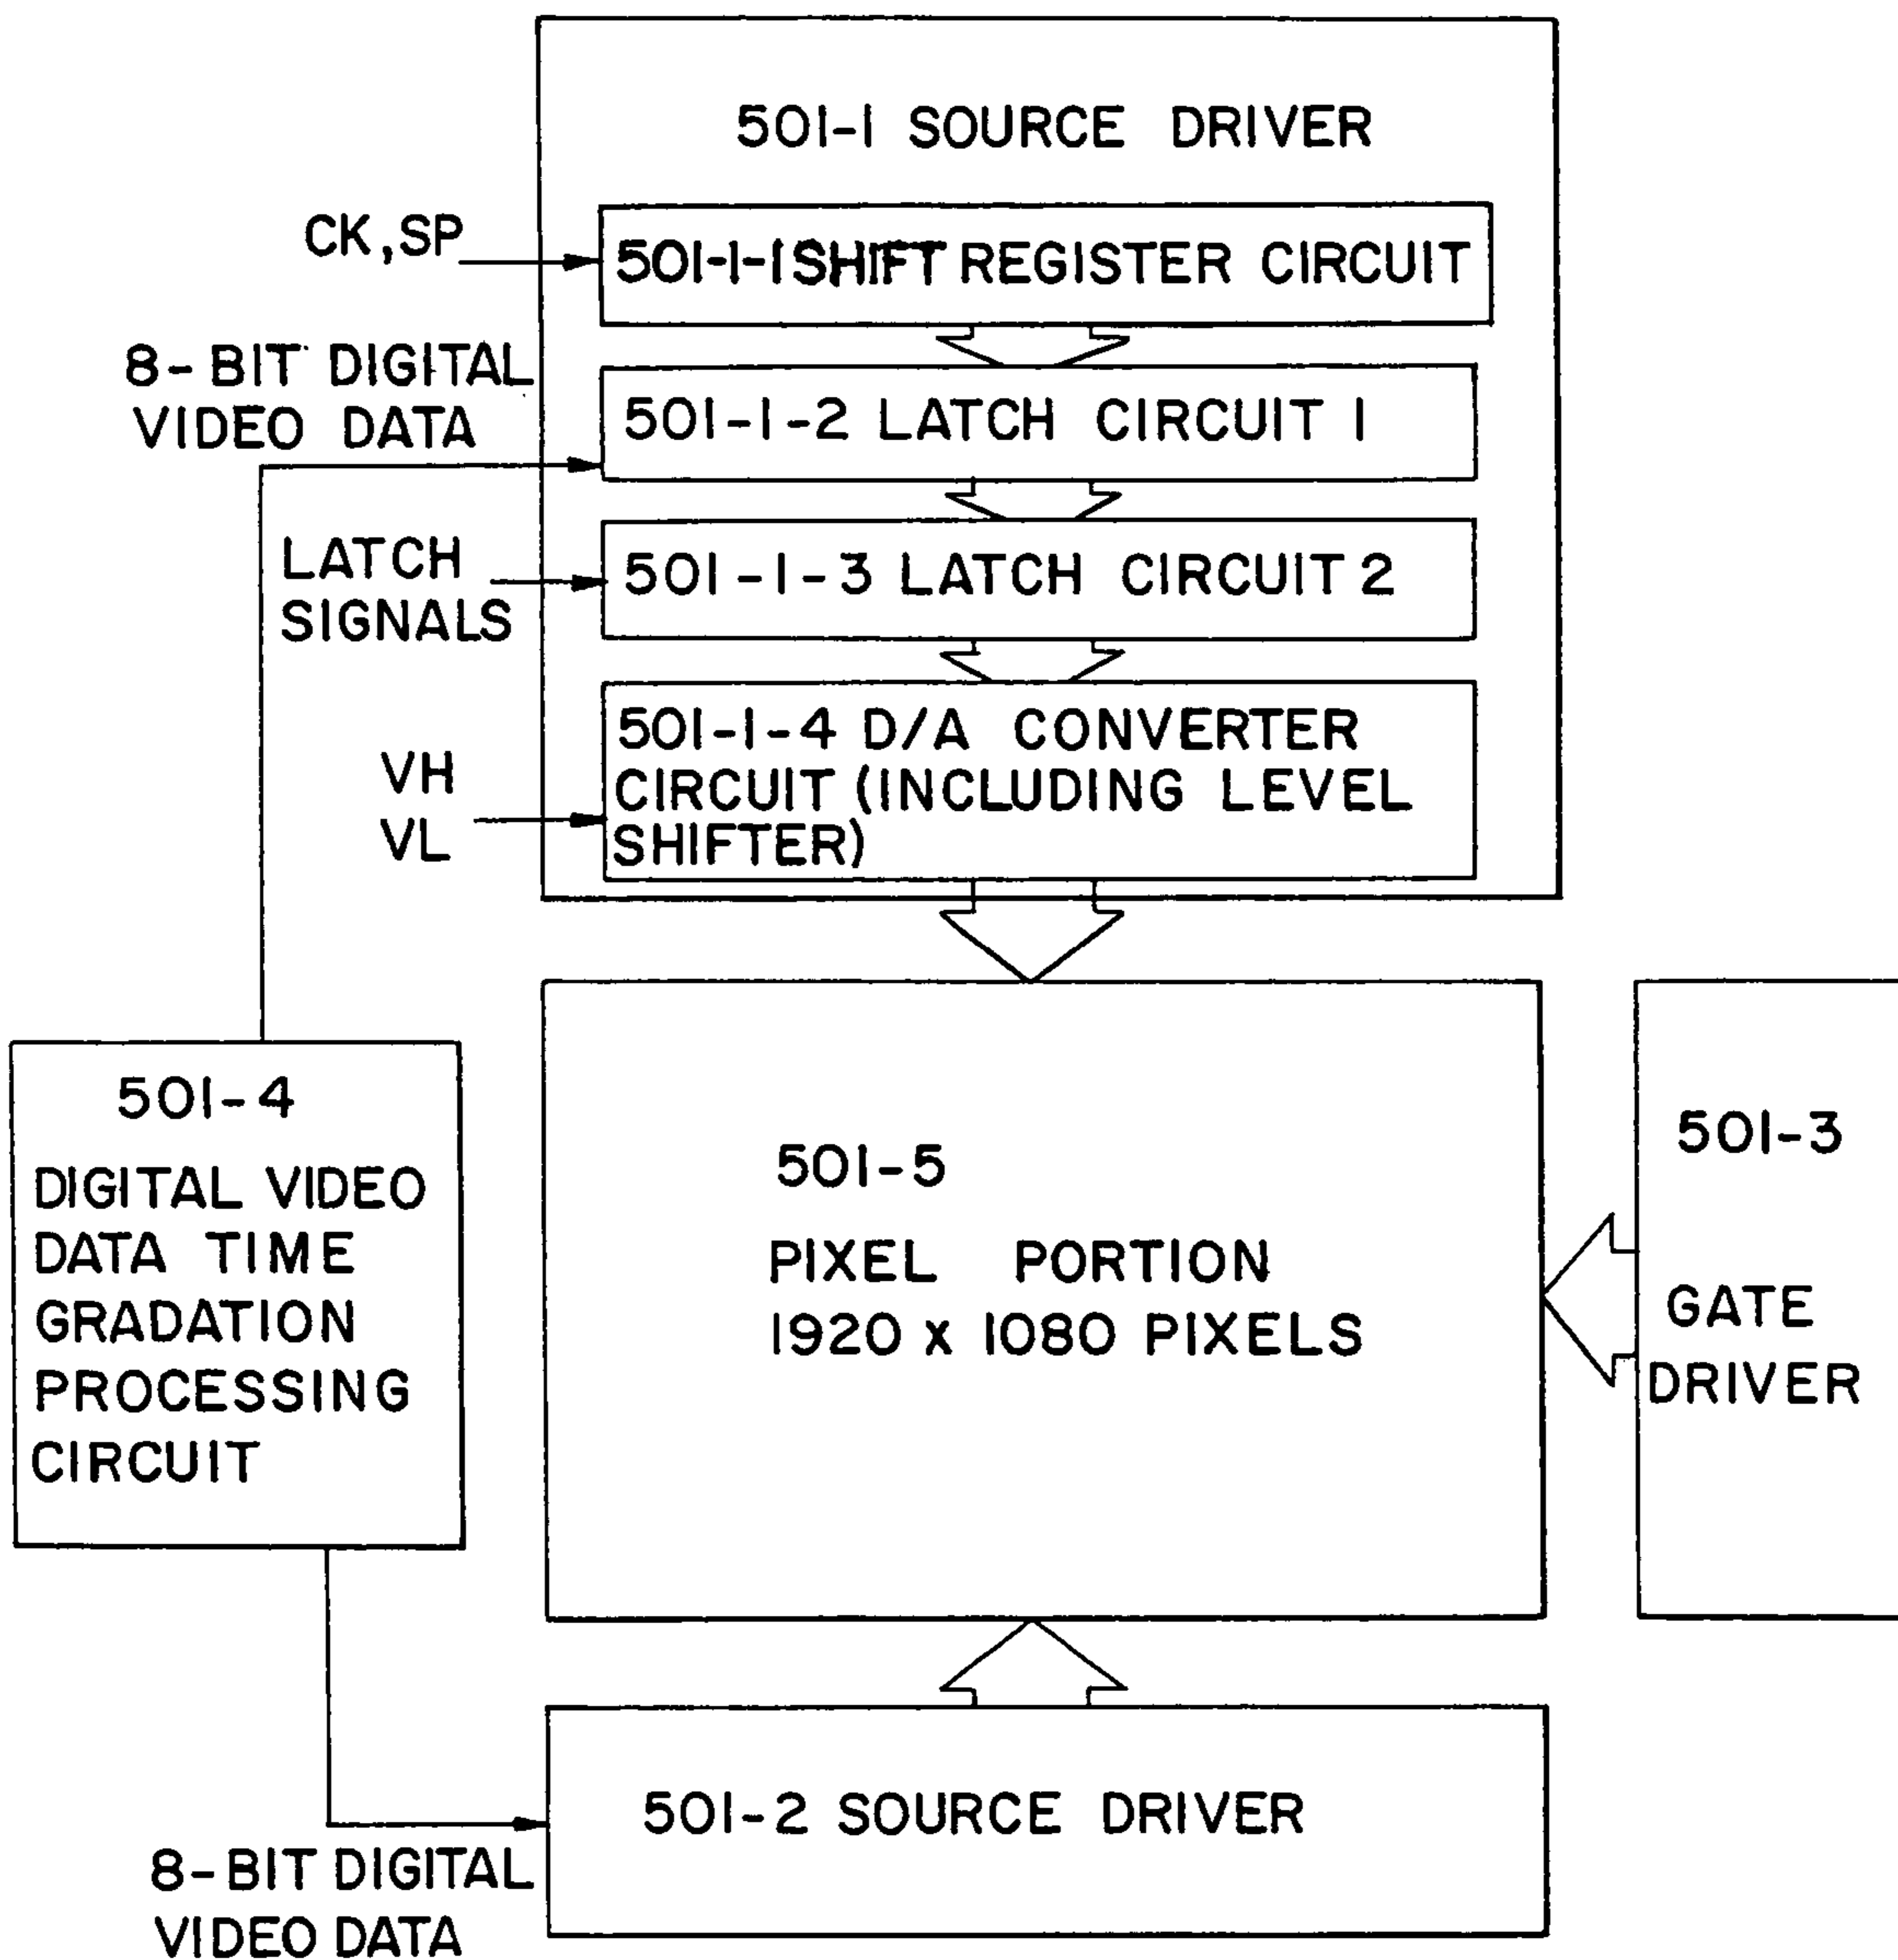 501-1 SOURCE DRIVER
CK,SP
501-1-1 SHIFT REGISTER CIRCUIT
8-BIT DIGITAL
VIDEO DATA
501-1-2 LATCH CIRCUIT 1
LATCH
SIGNALS
501-1-3 LATCH CIRCUIT 2
VH
VL
501-1-4 D/A CONVERTER
CIRCUIT (INCLUDING LEVEL
SHIFTER)
501-4
DIGITAL VIDEO
DATA TIME
GRADATION
PROCESSING
CIRCUIT
501-5
PIXEL PORTION
1920 x 1080 PIXELS
501-3
GATE
DRIVER
501-2 SOURCE DRIVER
8-BIT DIGITAL
VIDEO DATA